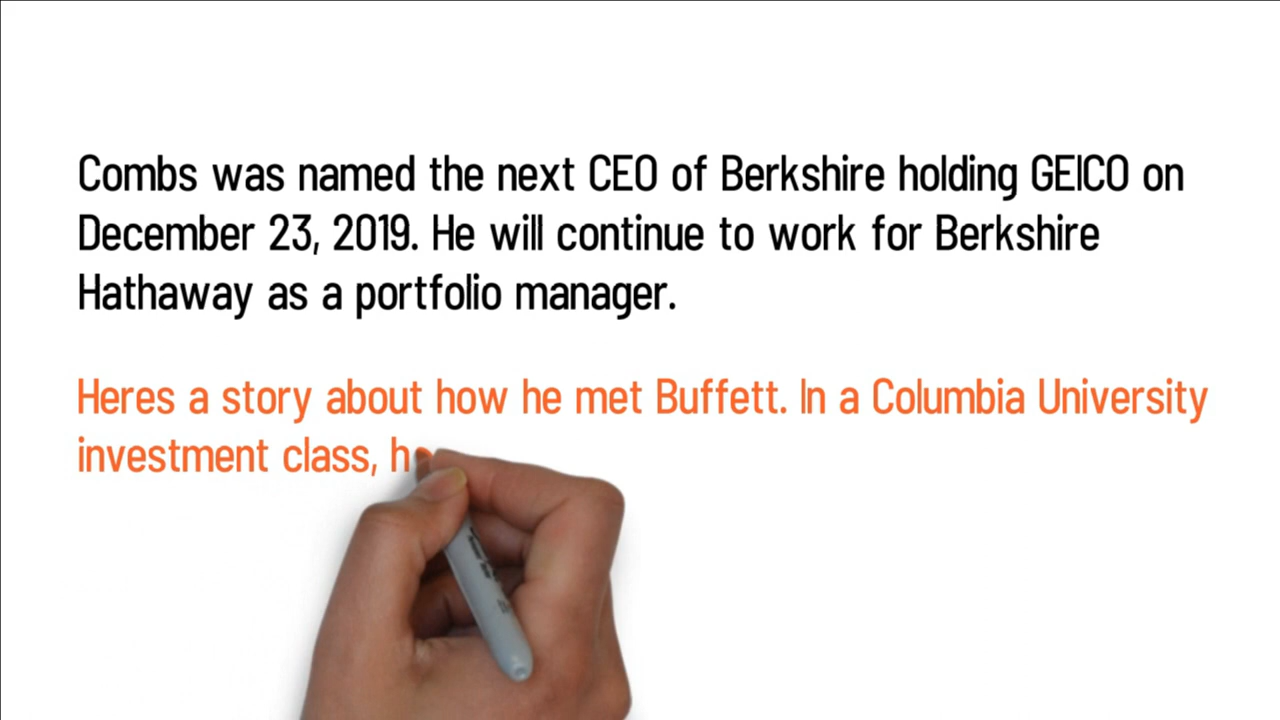 Combs was named the next CEO of Berkshire holding GEICO on
December 23, 2019. He will continue to work for Berkshire
Hathaway as a portfolio manager.
Heres a story about how he met Buffett. In a Columbia University
investment class,